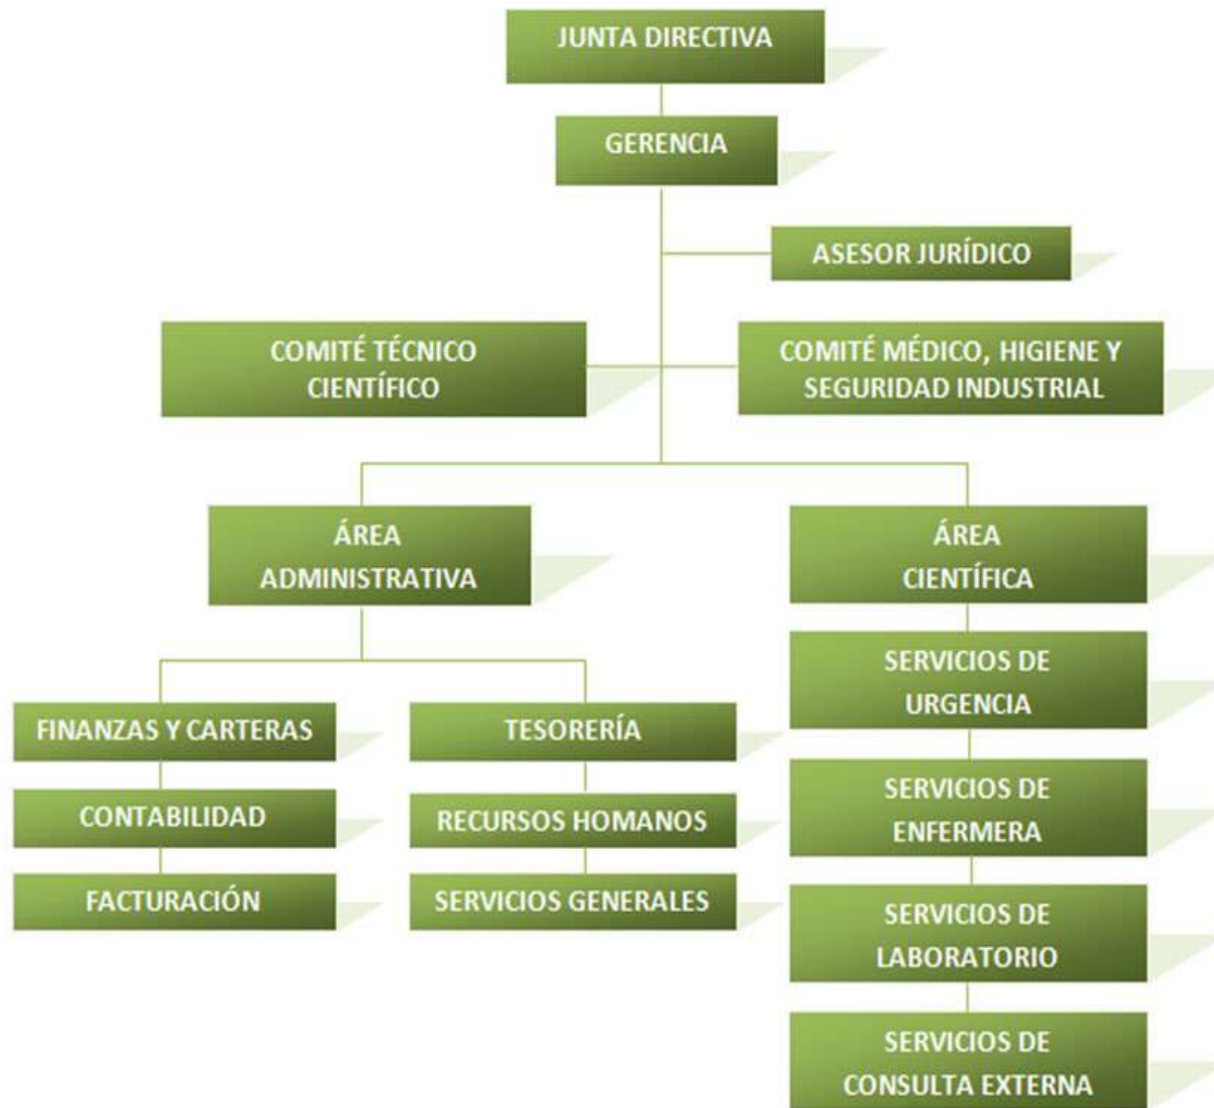 JUNTA DIRECTIVA
GERENCIA
ASESOR JURÍDICO
COMITÉ TÉCNICO
CIENTÍFICO
COMITÉ MÉDICO, HIGIENE Y
SEGURIDAD INDUSTRIAL
ÁREA
ADMINISTRATIVA
FINANZAS Y CARTERAS
CONTABILIDAD
FACTURACIÓN
TESORERÍA
RECURSOS HOMANOS
SERVICIOS GENERALES
ÁREA
CIENTÍFICA
SERVICIOS DE
URGENCIA
SERVICIOS DE
ENFERMERA
SERVICIOS DE
LABORATORIO
SERVICIOS DE
CONSULTA EXTERNA